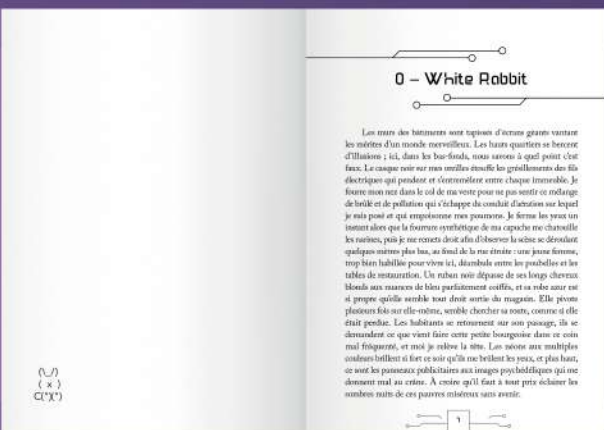 (\_/)
( x )
C(")(")
0 – White Rabbit
Les murs des bâtiments sont tapissés d'écrans géants vantant
les mérites d'un monde merveilleux. Les hauts quartiers se bercent
d'illusions ; ici, dans les bas-fonds, nous savons à quel point c'est
faux. Le casque noir sur mes oreilles étouffe les grésillements des fils
électriques qui pendent et s'entremêlent entre chaque immeuble. Je
fourre mon nez dans le col de ma veste pour ne pas sentir ce mélange
de brûlé et de pollution qui s'échappe du conduit d'aération sur lequel
je suis posé et qui empoisonne mes poumons. Je ferme les yeux un
instant alors que la fourrure synthétique de ma capuche me chatouille
les narines, puis je me remets droit afin d'observer la scène se déroulant
quelques mètres plus bas, au fond de la rue étroite : une jeune femme,
trop bien habillée pour vivre ici, déambule entre les poubelles et les
tables de restauration. Un ruban noir dépasse de ses longs cheveux
blonds aux nuances de bleu parfaitement coiffés, et sa robe azur est
si propre qu'elle semble tout droit sortie du magasin. Elle pivote
plusieurs fois sur elle-même, semble chercher sa route, comme si elle
était perdue. Les habitants se retournent sur son passage, ils se
demandent ce que vient faire cette petite bourgeoise dans ce coin
mal fréquenté, et moi je relève la tête. Les néons aux multiples
couleurs brillent si fort ce soir qu'ils me brûlent les yeux, et plus haut,
ce sont les panneaux publicitaires aux images psychédéliques qui me
donnent mal au crâne. À croire qu'il faut à tout prix éclairer les
sombres nuits de ces pauvres miséreux sans avenir.